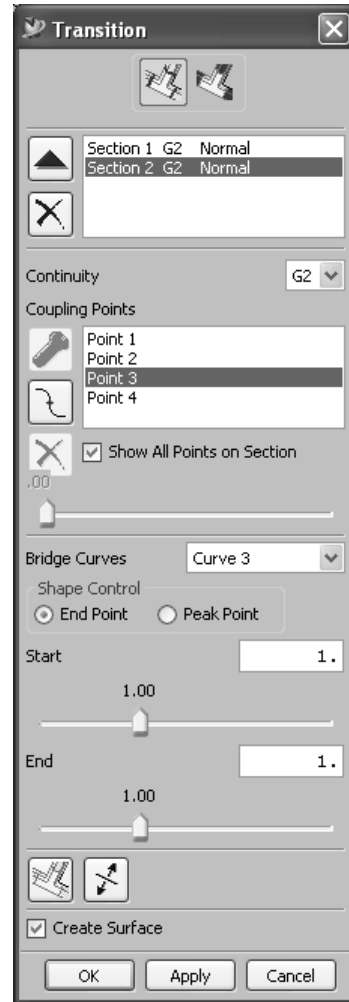 Transition
Section 1 G2 Normal
Section 2 G2 Normal
Continuity G2
Coupling Points
Point 1
Point 2
Point 3
Point 4
Show All Points on Section
.00
Bridge Curves Curve 3
Shape Control
End Point Peak Point
Start 1.
1.00
End 1.
1.00
Create Surface
OK Apply Cancel